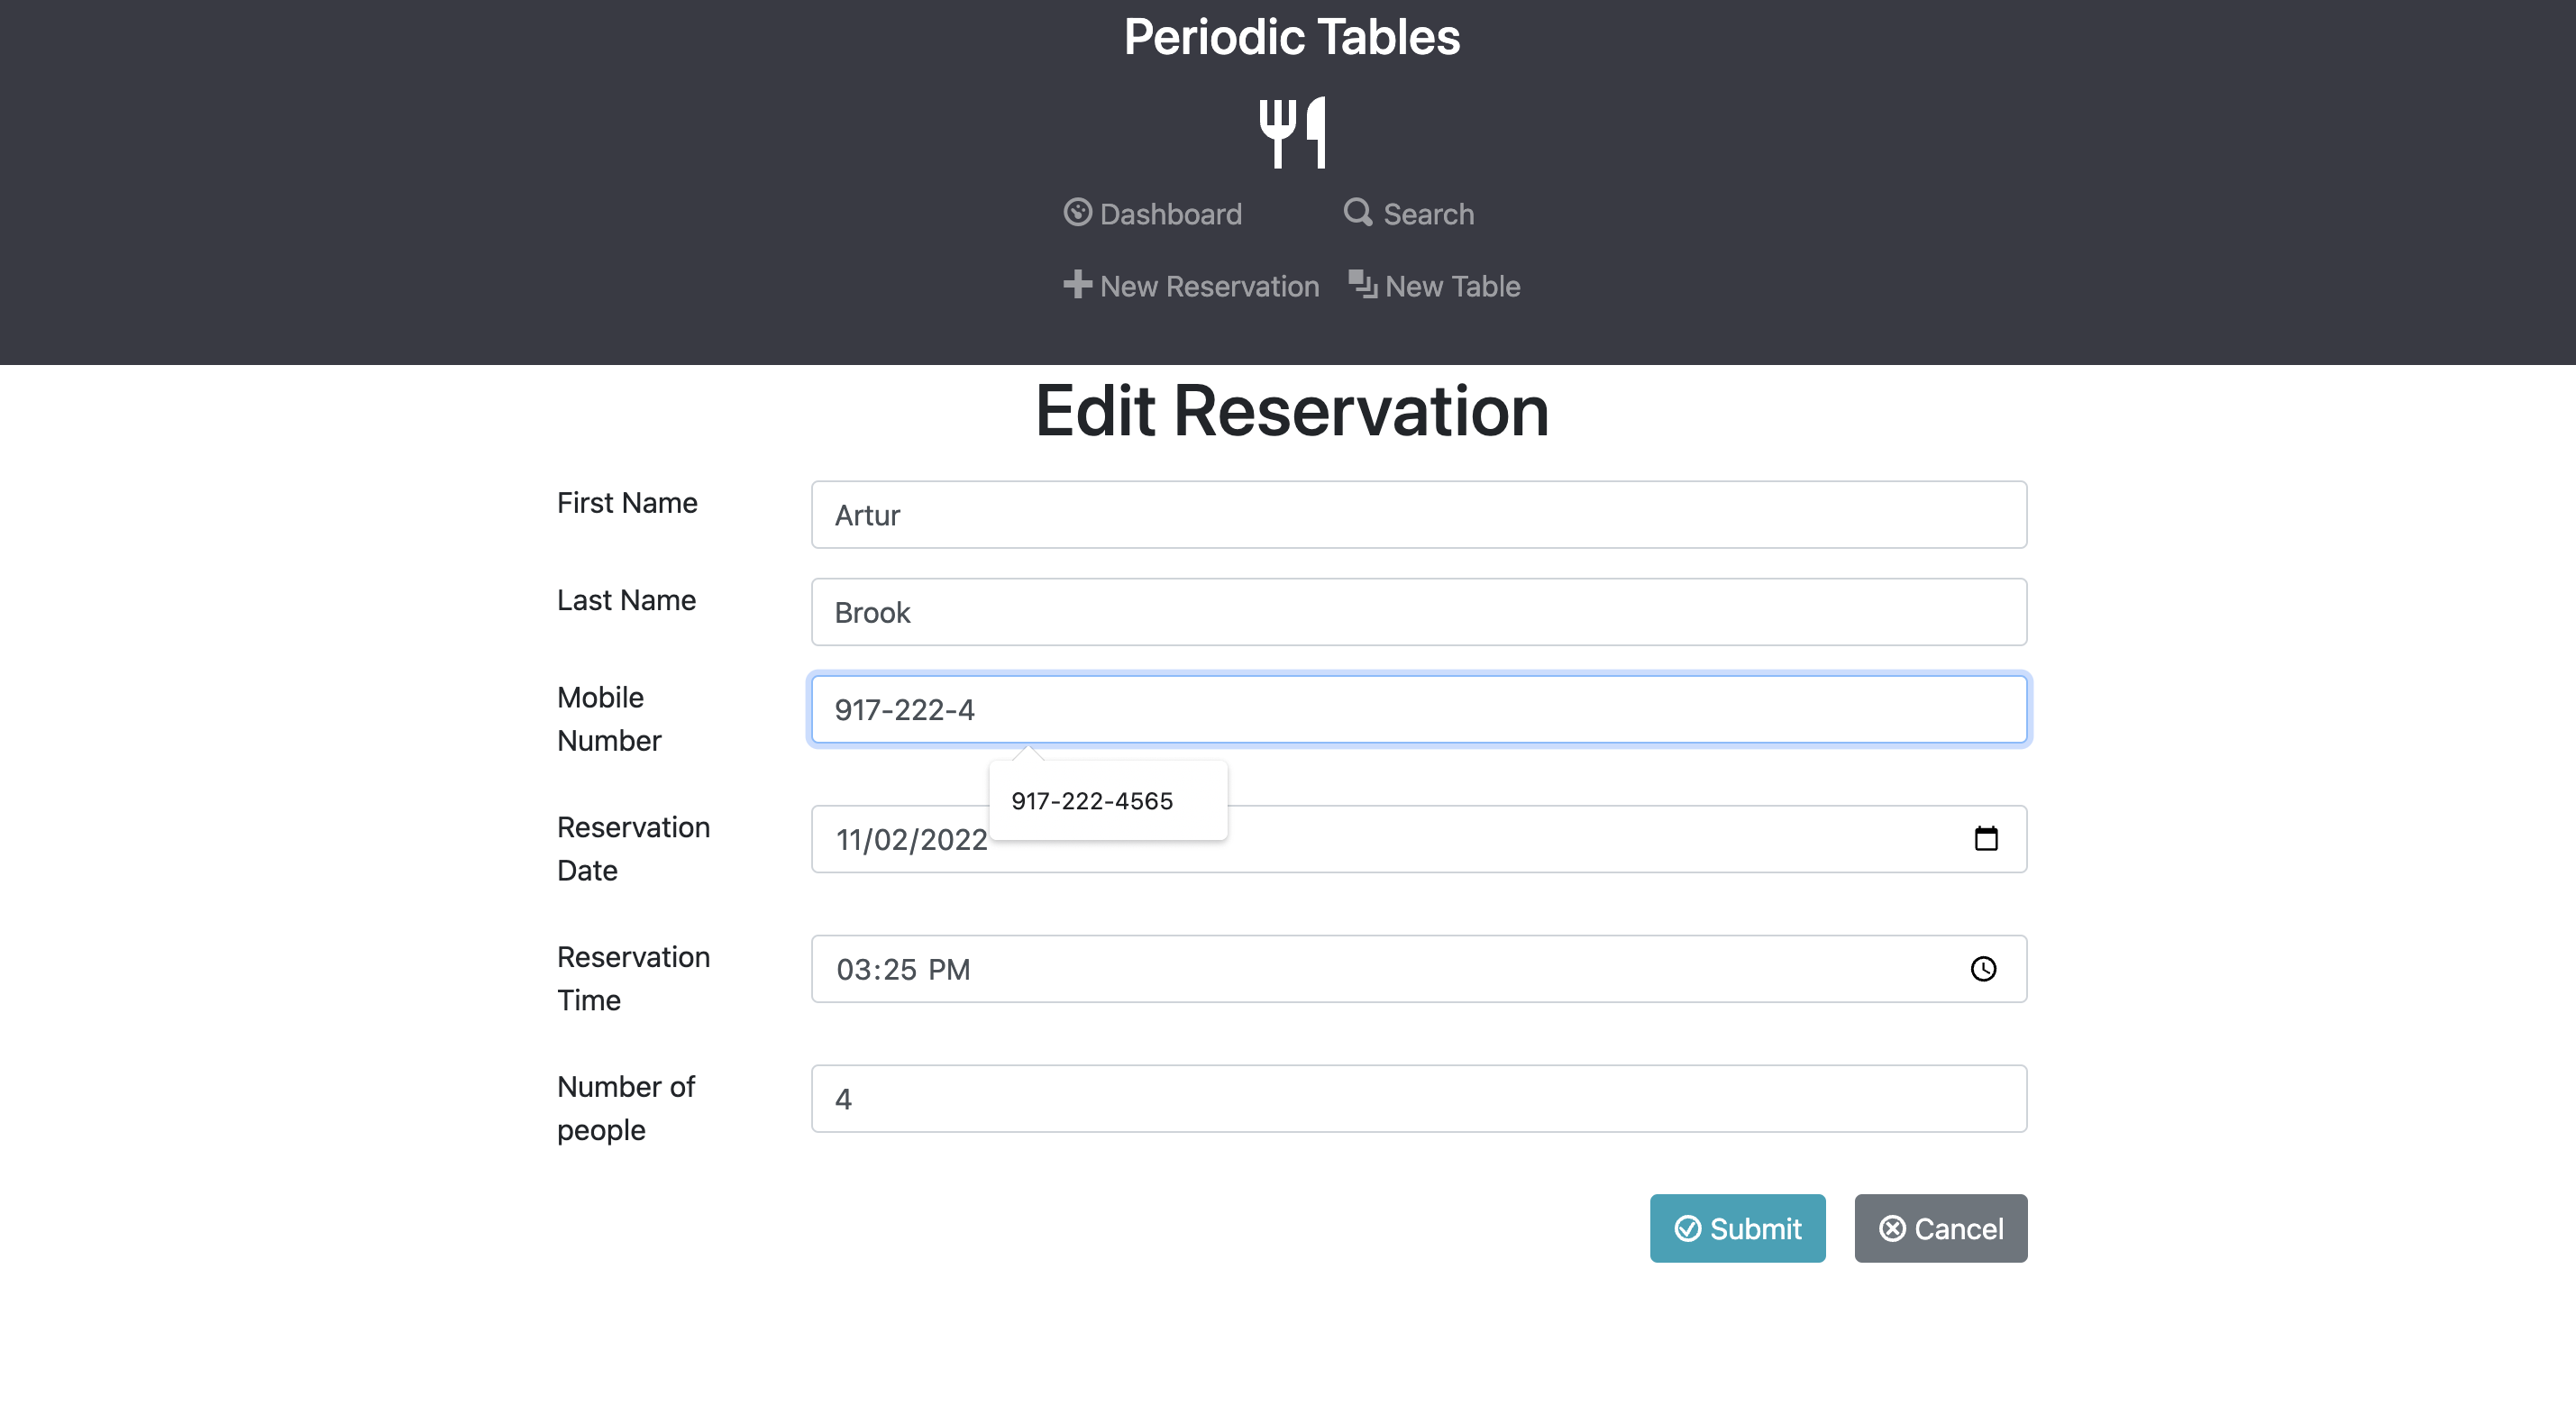 Periodic Tables
Dashboard
Search
New Reservation
New Table
Edit Reservation
First Name
Artur
Last Name
Brook
Mobile
Number
917-222-4
917-222-4565
Reservation
Date
11/02/2022
Reservation
Time
03:25 PM
Number of
people
4
Submit
Cancel